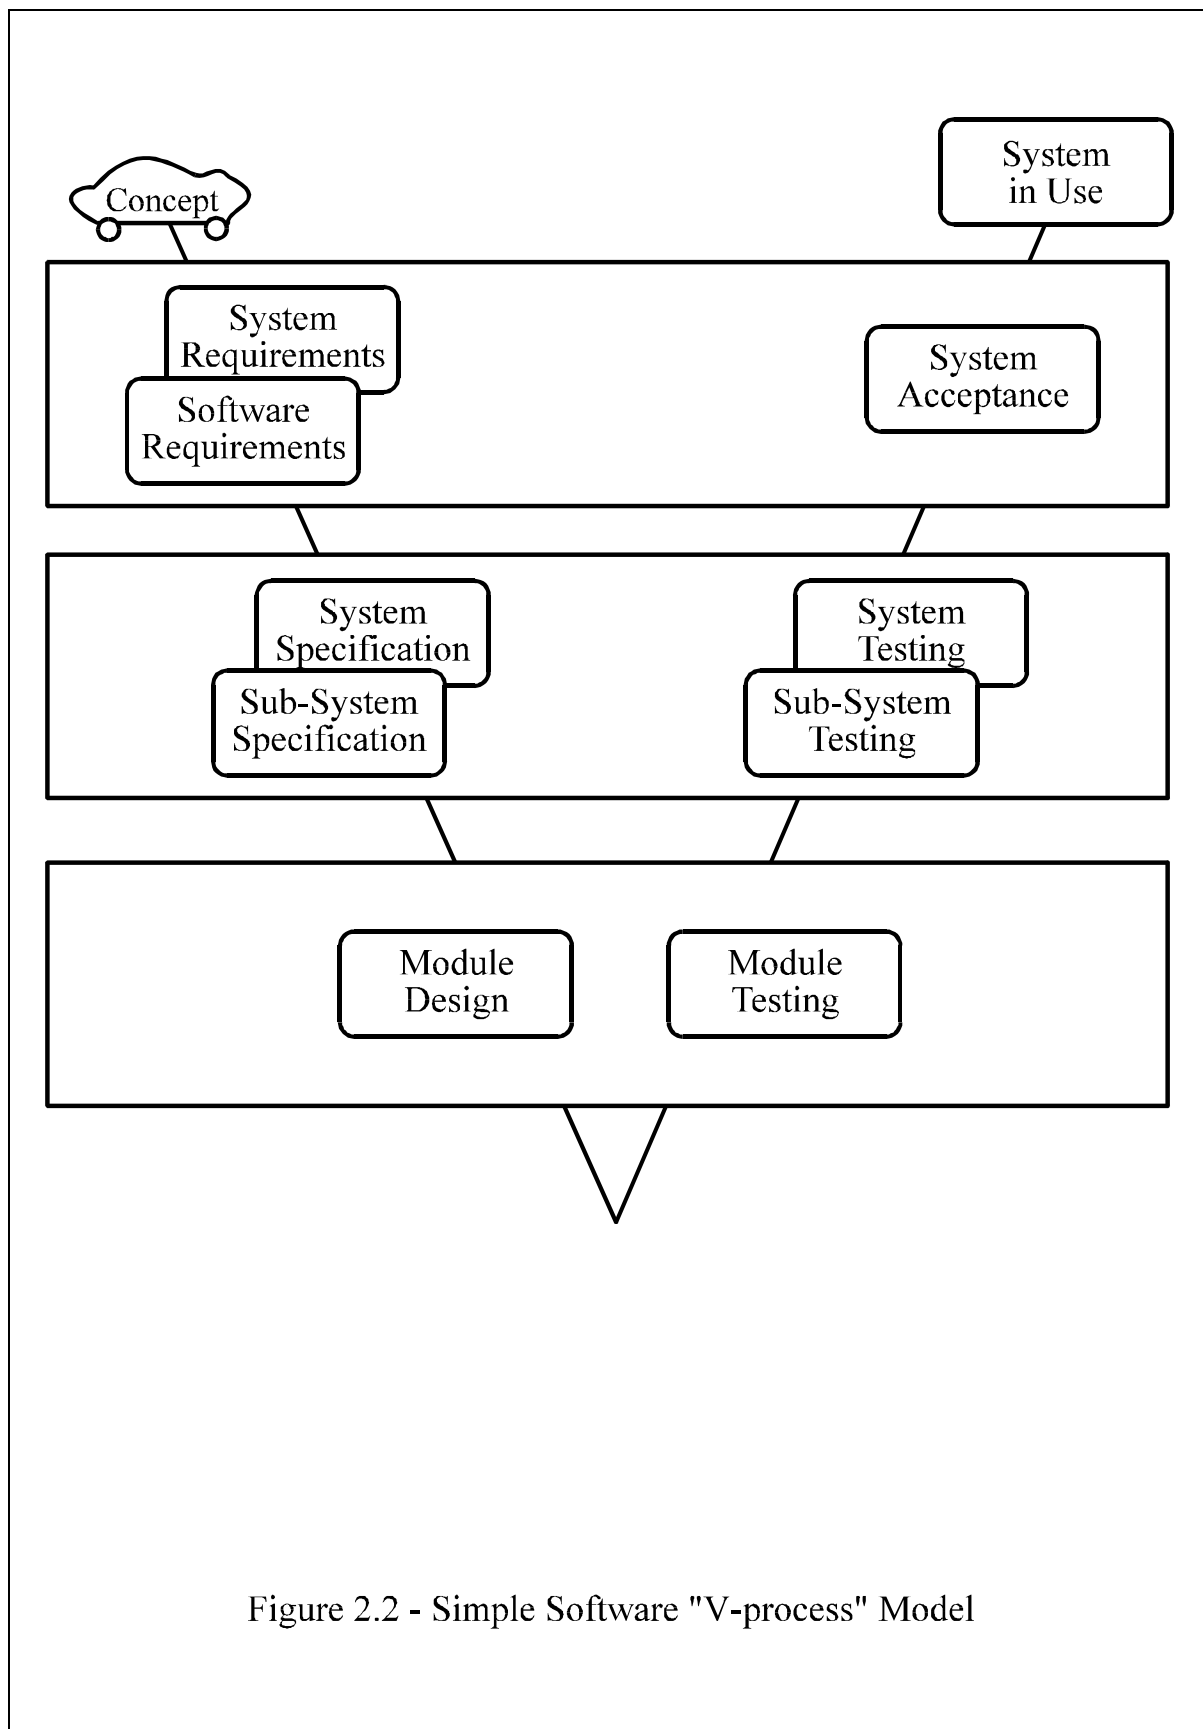 Concept
System
in Use
System
Requirements
Software
Requirements
System
Acceptance
System
Specification
Sub-System
Specification
System
Testing
Sub-System
Testing
Module
Design
Module
Testing
Figure 2.2 - Simple Software "V-process" Model